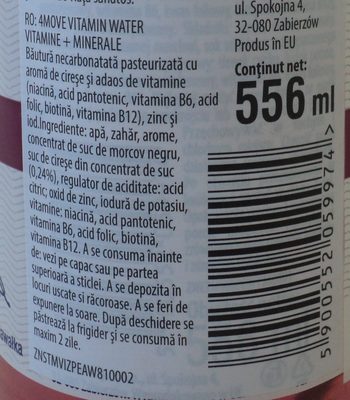 RO: 4MOVE VITAMIN WATER
VITAMINE + MINERALE
Băutură necarbonatată pasteurizată cu
aromă de cireșe și adaos de vitamine
(niacină, acid pantotenic, vitamina B6, acid
folic, biotină, vitamina B12), zinc și
iod.Ingrediente: apă, zahăr, arome,
concentrat de suc de morcov negru,
suc de cireșe din concentrat de suc
(0,24%), regulator de aciditate: acid
citric; oxid de zinc, iodură de potasiu,
vitamine: niacină, acid pantotenic,
vitamina B6, acid folic, biotină,
vitamina B12. A se consuma înainte
de: vezi pe capac sau pe partea
superioară a sticlei. A se depozita în
locuri uscate si răcoroase. A se feri de
expunere la soare. După deschidere se
păstrează la frigider și se consumă în
maxim 2 zile.
ZNSTMVIZPEAW810002
ul. Spokojna 4,
32-080 Zabierzów
Produs în EU
Conținut net:
556 ml
5 900552 059974 >